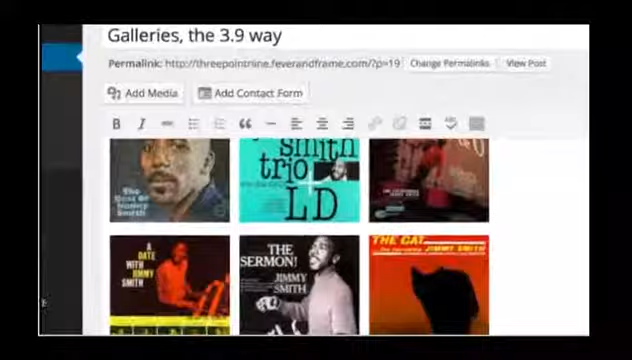 Galleries, the 3.9 way
Permalink: http://threepointnine.feverandframe.com/?p=19 Change Permalinks View Post
Add Media Add Contact Form
B I ABC
The
Best Of
Smith
smith
trio
LD
A
DATE
WITH
JIMMY
SMITH
THE
SERMON!
JIMMY
SMITH
THE CAT
JIMMY SMITH